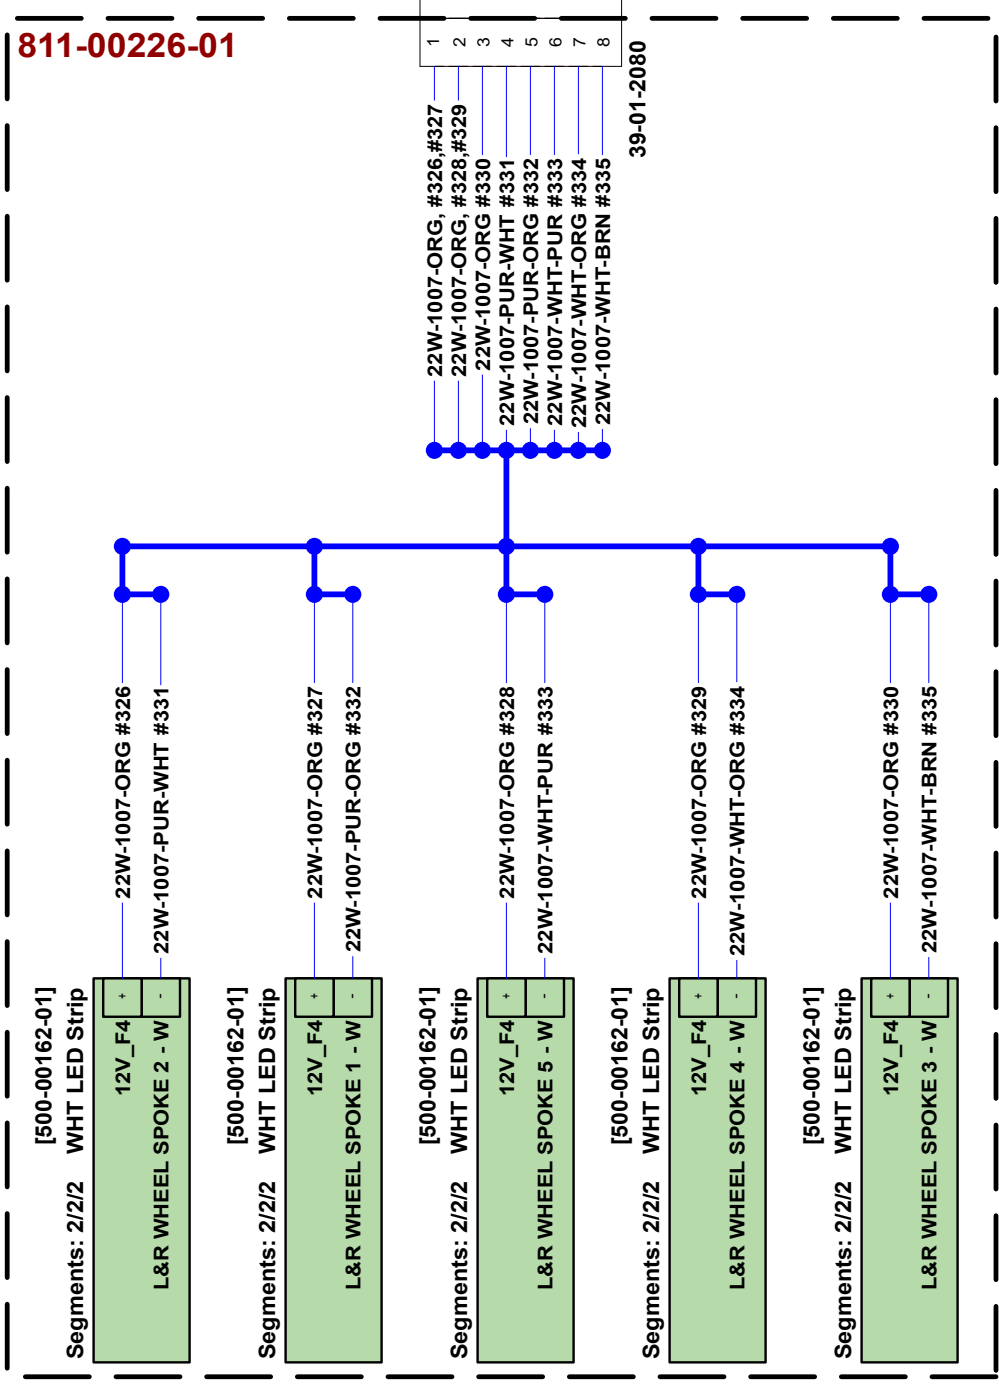 811-00226-01
1
2
3
4
5
6
7
8
39-01-2080
22W-1007-ORG, #326,#327
22W-1007-ORG, #328,#329
22W-1007-ORG #330
22W-1007-PUR-WHT #331
22W-1007-PUR-ORG #332
22W-1007-WHT-PUR #333
22W-1007-WHT-ORG #334
22W-1007-WHT-BRN #335
22W-1007-ORG #326
22W-1007-PUR-WHT #331
22W-1007-ORG #327
22W-1007-PUR-ORG #332
22W-1007-ORG #328
22W-1007-WHT-PUR #333
22W-1007-ORG #329
22W-1007-WHT-ORG #334
22W-1007-ORG #330
22W-1007-WHT-BRN #335
[500-00162-01]
Segments: 2/2/2 WHT LED Strip
+
-
12V_F4
L&R WHEEL SPOKE 2 - W
[500-00162-01]
Segments: 2/2/2 WHT LED Strip
+
-
12V_F4
L&R WHEEL SPOKE 1 - W
[500-00162-01]
Segments: 2/2/2 WHT LED Strip
+
-
12V_F4
L&R WHEEL SPOKE 5 - W
[500-00162-01]
Segments: 2/2/2 WHT LED Strip
+
-
12V_F4
L&R WHEEL SPOKE 4 - W
[500-00162-01]
Segments: 2/2/2 WHT LED Strip
+
-
12V_F4
L&R WHEEL SPOKE 3 - W